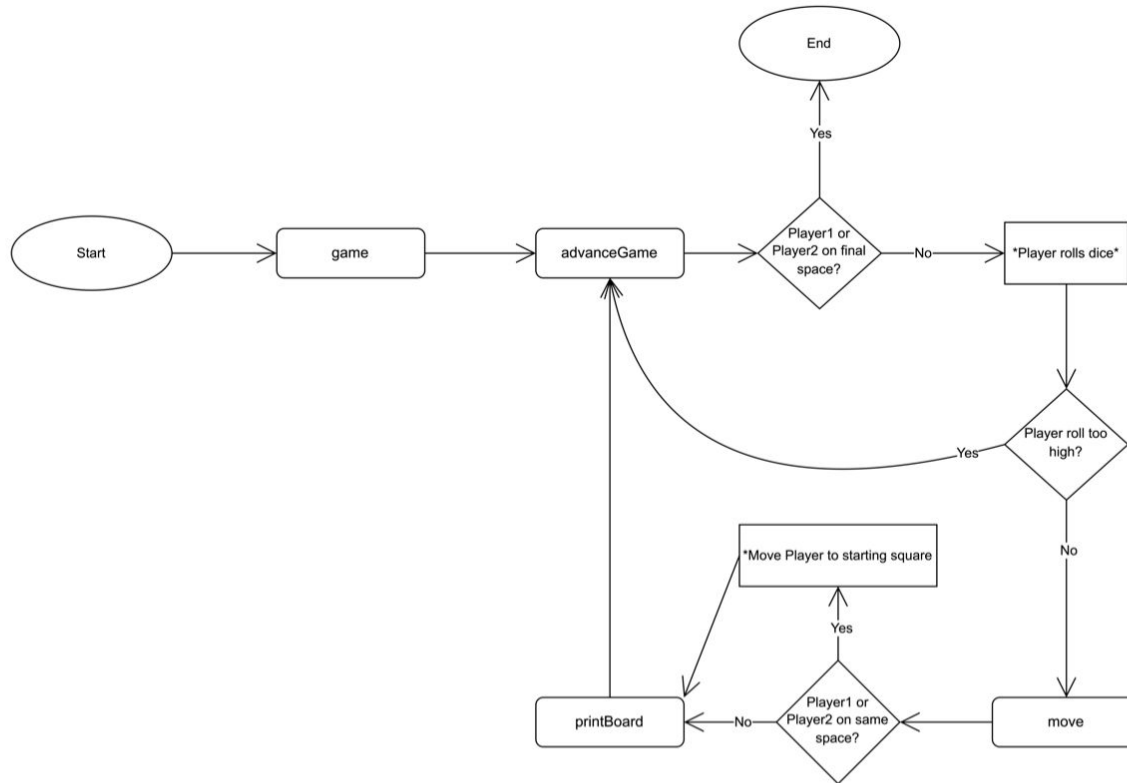 End
Yes
Start
game
advanceGame
Player1 or
Player2 on final
space?
No
*Player rolls dice*
Player roll too
high?
Yes
No
*Move Player to starting square
Yes
printBoard
No
Player1 or
Player2 on same
space?
move